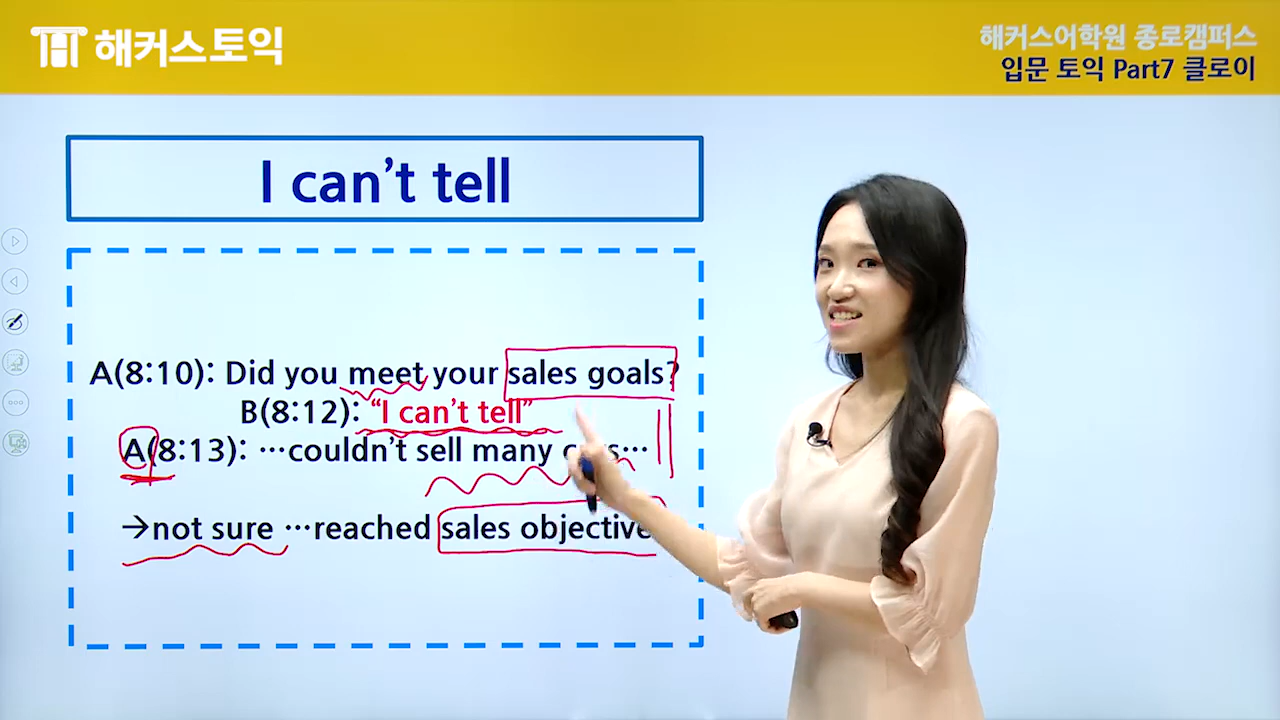 해커스토익
해커스어학원 종로캠퍼스
입문 토익 Part7 클로이
I can't tell
A(8:10): Did you meet your sales goals?
B(8:12): “I can't tell”
A(8:13): …couldn't sell many …
→not sure …reached sales objective